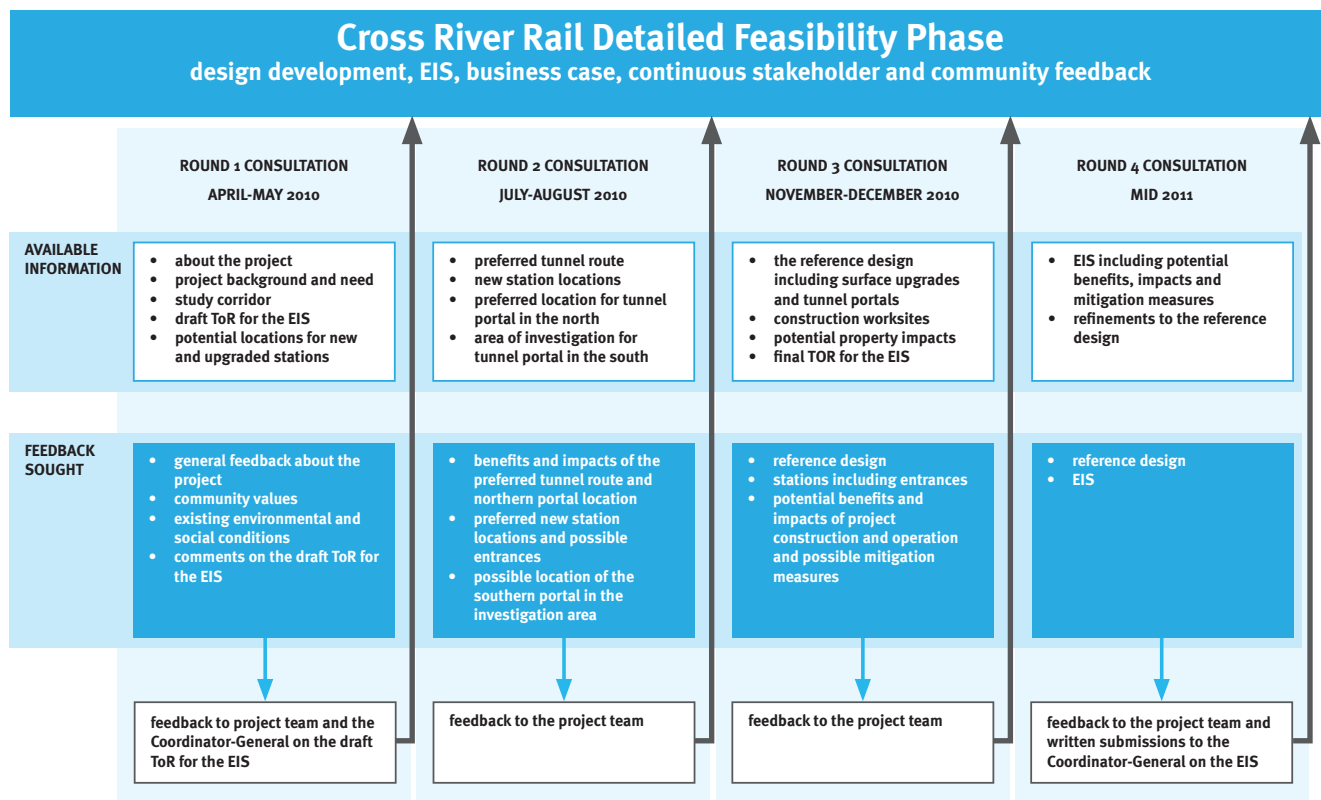 Cross River Rail Detailed Feasibility Phase
design development, EIS, business case, continuous stakeholder and community feedback
ROUND 1 CONSULTATION
APRIL-MAY 2010
ROUND 2 CONSULTATION
JULY-AUGUST 2010
ROUND 3 CONSULTATION
NOVEMBER-DECEMBER 2010
ROUND 4 CONSULTATION
MID 2011
AVAILABLE
INFORMATION
• about the project
• project background and need
• study corridor
• draft ToR for the EIS
• potential locations for new
and upgraded stations
• preferred tunnel route
• new station locations
• preferred location for tunnel
portal in the north
• area of investigation for
tunnel portal in the south
• the reference design
including surface upgrades
and tunnel portals
• construction worksites
• potential property impacts
• final TOR for the EIS
• EIS including potential
benefits, impacts and
mitigation measures
• refinements to the reference
design
FEEDBACK
SOUGHT
• general feedback about the
project
• community values
• existing environmental and
social conditions
• comments on the draft ToR for
the EIS
• benefits and impacts of the
preferred tunnel route and
northern portal location
• preferred new station
locations and possible
entrances
• possible location of the
southern portal in the
investigation area
• reference design
• stations including entrances
• potential benefits and
impacts of project
construction and operation
and possible mitigation
measures
• reference design
• EIS
feedback to project team and the
Coordinator-General on the draft
ToR for the EIS
feedback to the project team
feedback to the project team
feedback to the project team and
written submissions to the
Coordinator-General on the EIS